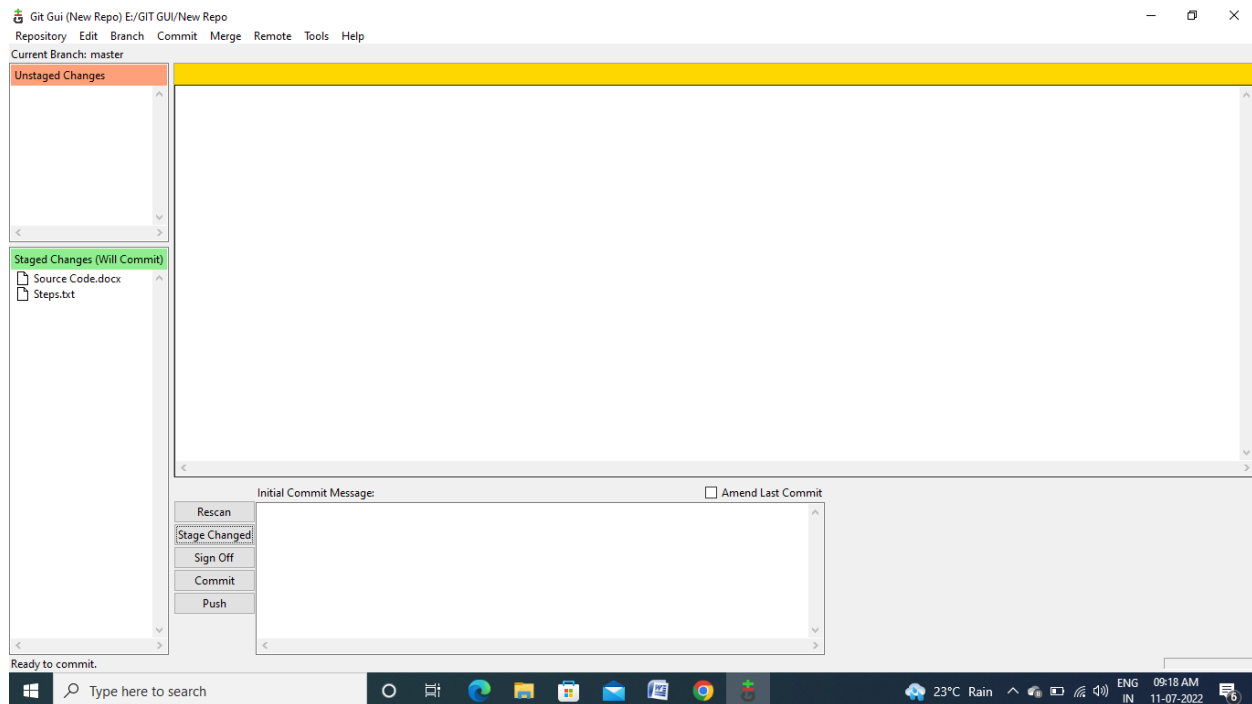 Git Gui (New Repo) E:/GIT GUI/New Repo
Repository Edit Branch Commit Merge Remote Tools Help
Current Branch: master
Unstaged Changes
Staged Changes (Will Commit)
Source Code.docx
Steps.txt
Initial Commit Message:
Amend Last Commit
Rescan
Stage Changed
Sign Off
Commit
Push
Ready to commit.
Type here to search
23°C Rain
ENG
IN
09:18 AM
11-07-2022
6